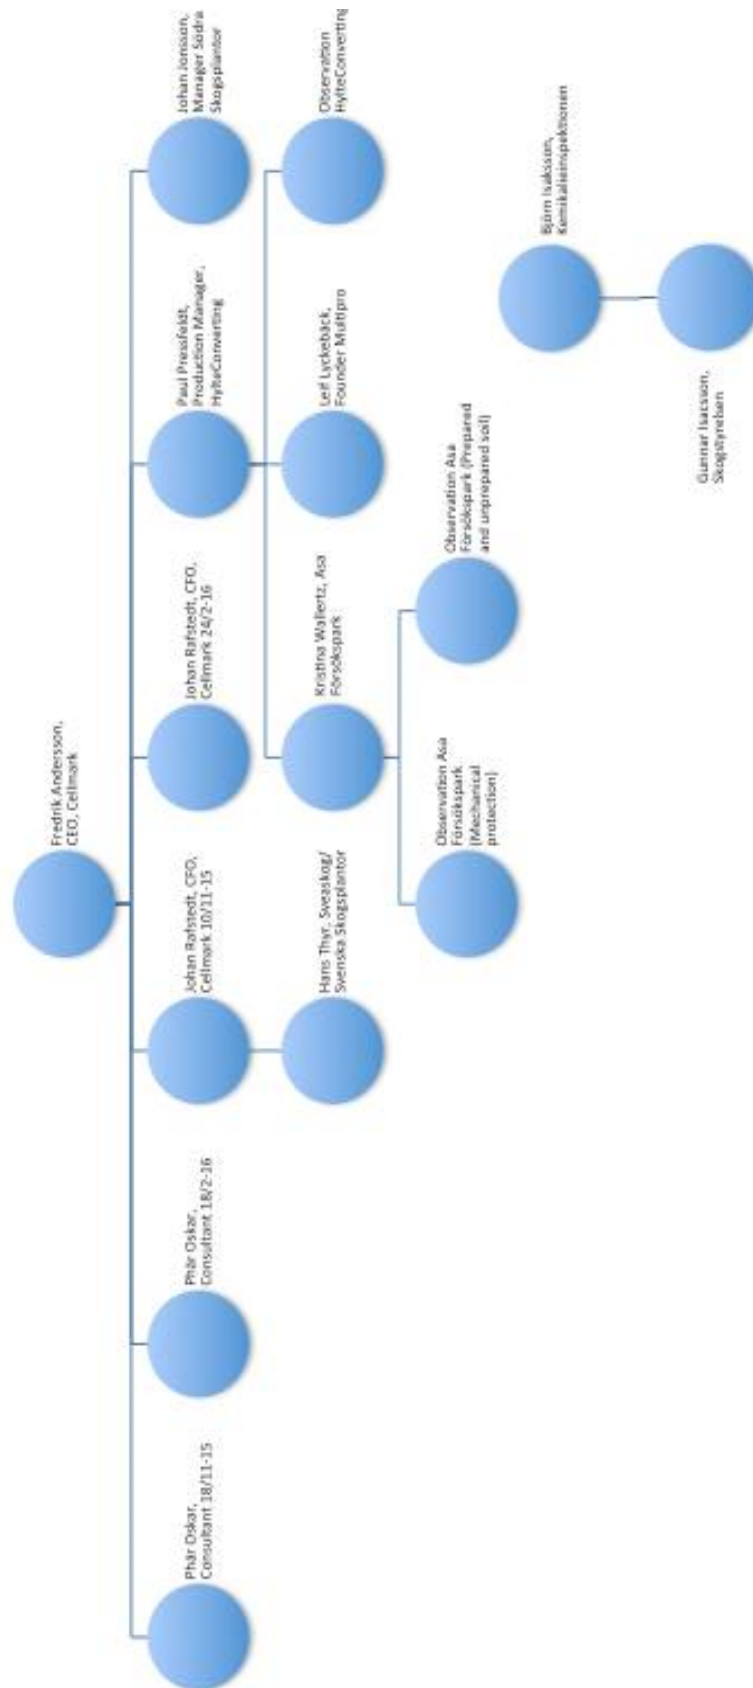 Fredrik Andersson,
CEO, Cellmark
Phär Oskar,
Consultant 18/11-15
Phär Oskar,
Consultant 18/2-16
Johan Rafstedt, CFO,
Cellmark 10/11-15
Johan Rafstedt, CFO,
Cellmark 24/2-16
Paul Pressfeldt,
Production Manager,
HylteConverting
Johan Jonsson,
Manager Södra
Skogsplantor
Hans Thyr, Sveaskog/
Svenska Skogsplantor
Kristina Wallertz, Asa
Försökspark
Leif Lyckebäck,
Founder Multipro
Observation
HylteConverting
Observation Asa
Försökspark
(Mechanical
protection)
Observation Asa
Försökspark (Prepared
and unprepared soil)
Björn Isaksson,
Kemikalieinspektionen
Gunnar Isacsson,
Skogstyrelsen